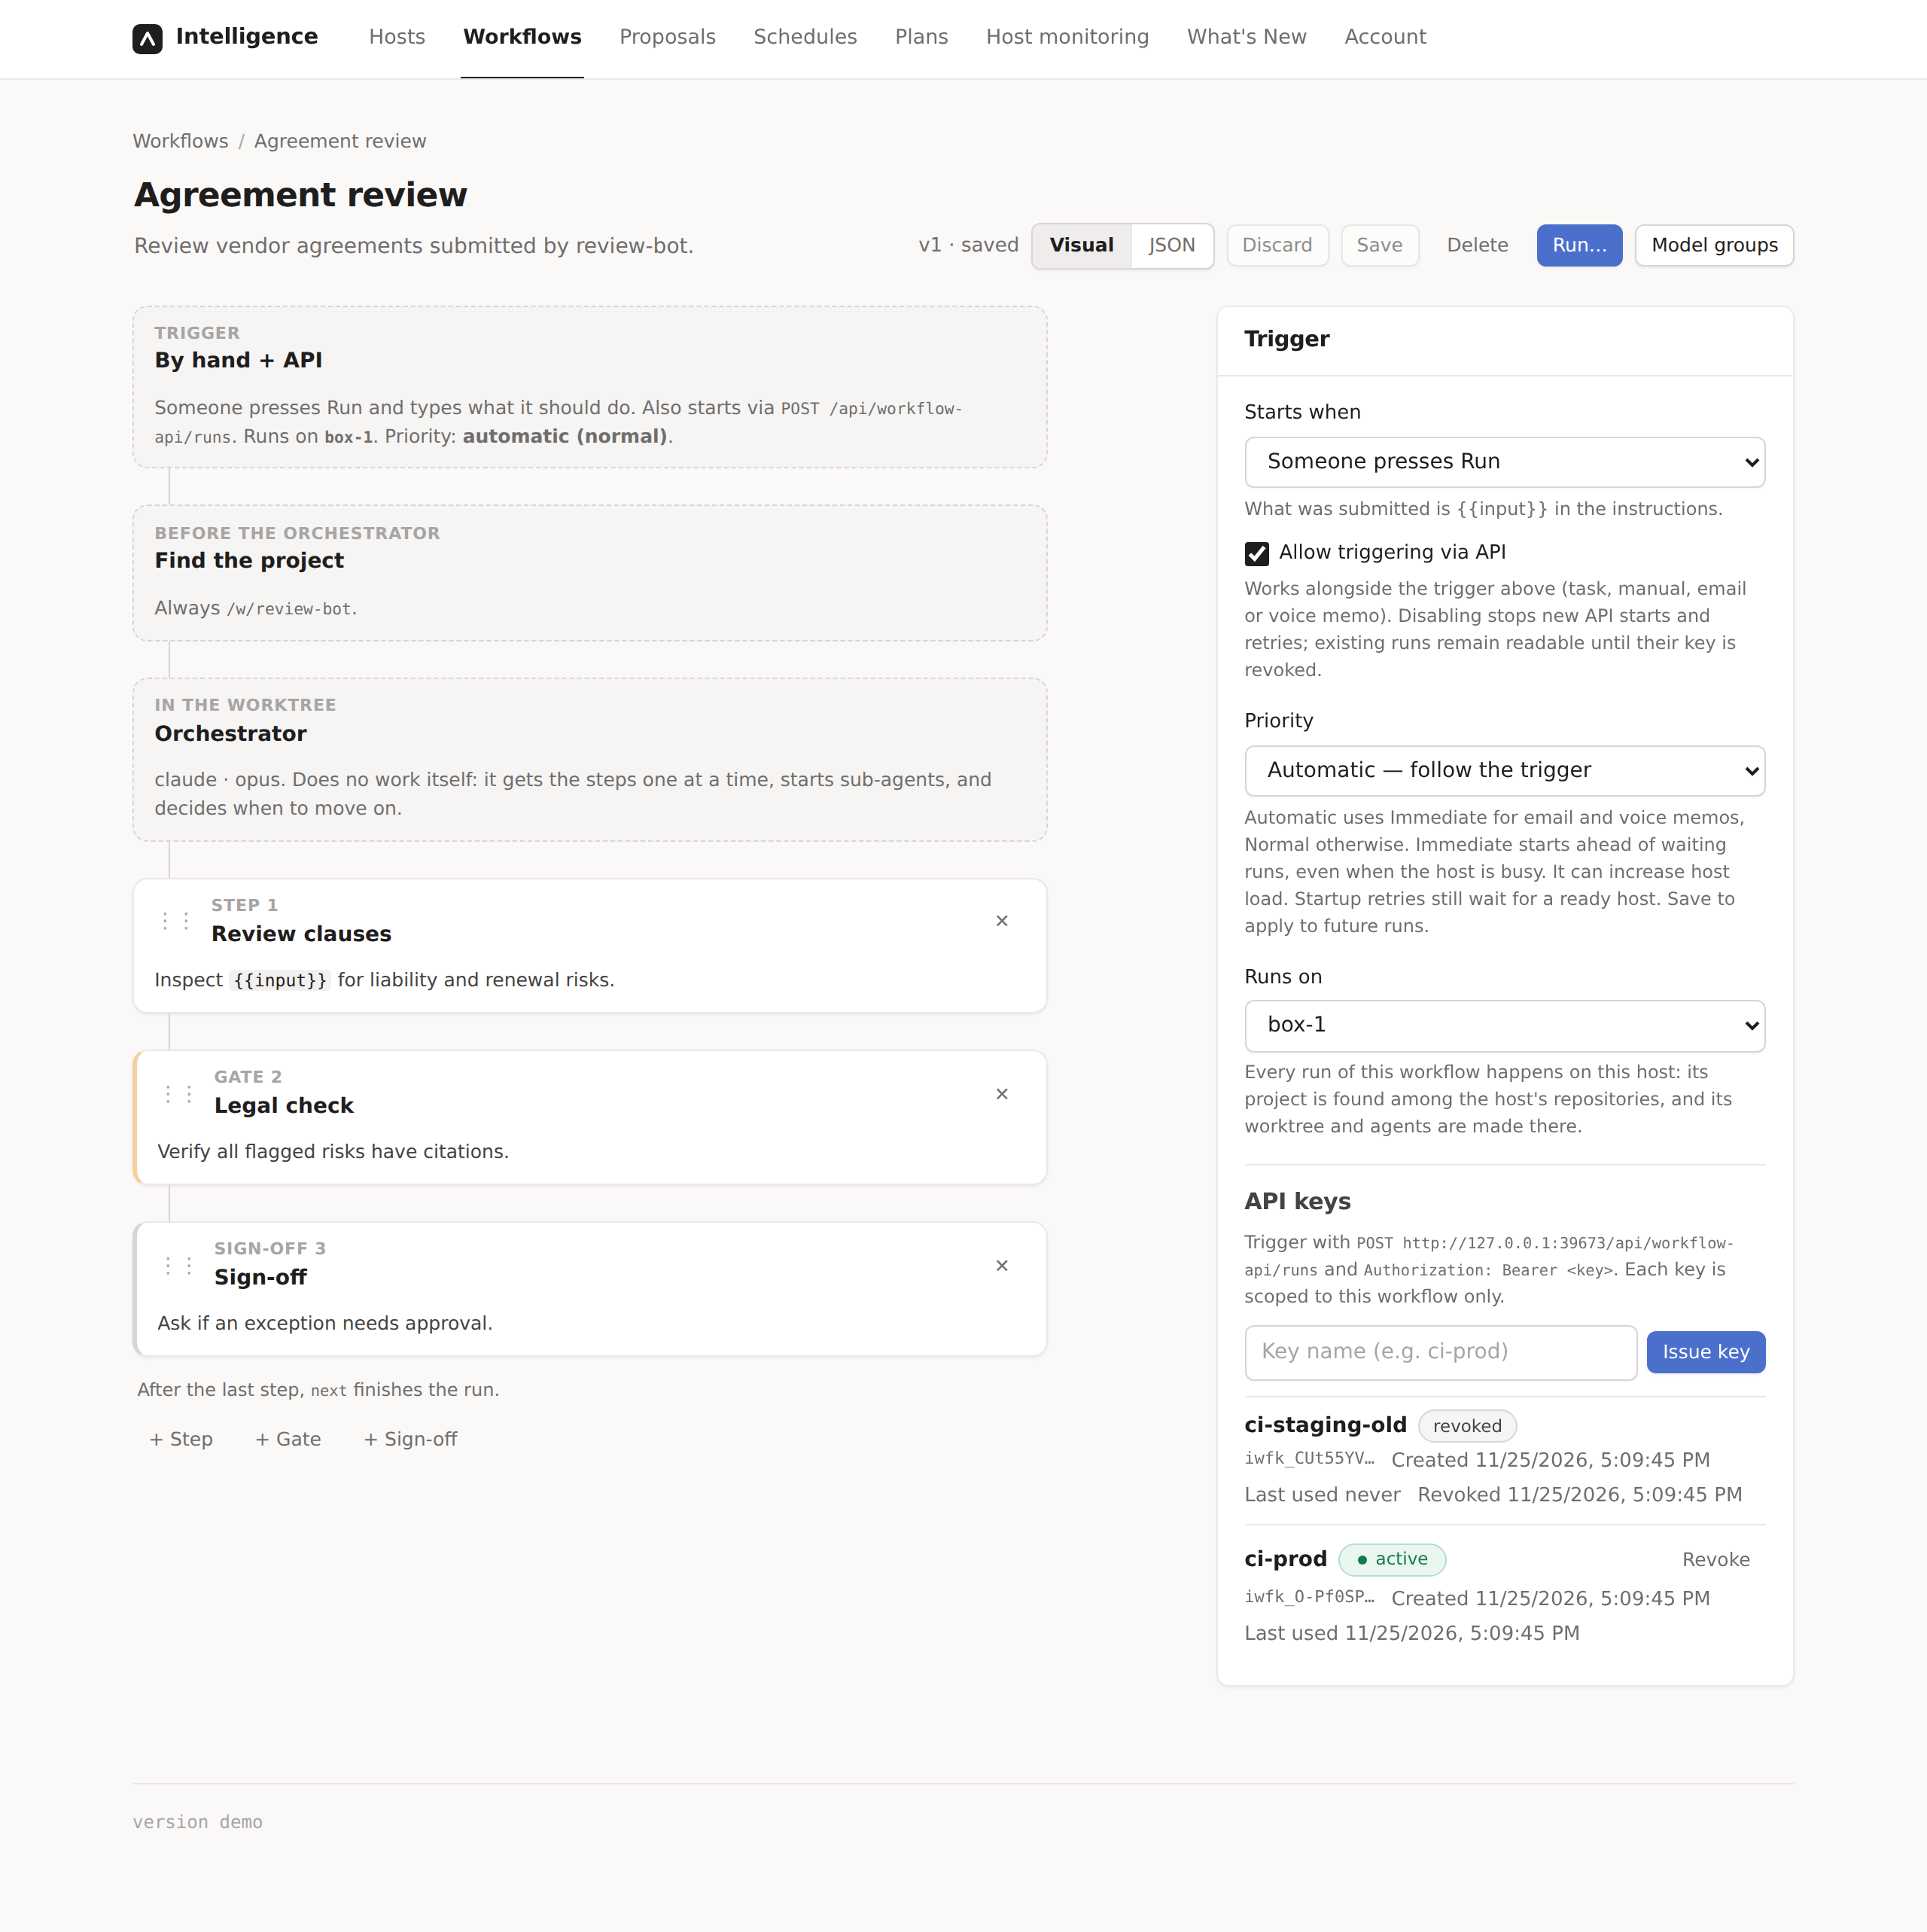 Intelligence Hosts Workflows Proposals Schedules Plans Host monitoring What's New Account
Workflows / Agreement review
Agreement review
Review vendor agreements submitted by review-bot.
v1 · saved Visual JSON Discard Save Delete Run… Model groups
TRIGGER
By hand + API
Someone presses Run and types what it should do. Also starts via POST /api/workflow-
api/runs. Runs on box-1. Priority: automatic (normal).
BEFORE THE ORCHESTRATOR
Find the project
Always /w/review-bot.
IN THE WORKTREE
Orchestrator
claude · opus. Does no work itself: it gets the steps one at a time, starts sub-agents, and
decides when to move on.
STEP 1
Review clauses
Inspect {{input}} for liability and renewal risks.
GATE 2
Legal check
Verify all flagged risks have citations.
SIGN-OFF 3
Sign-off
Ask if an exception needs approval.
After the last step, next finishes the run.
+ Step + Gate + Sign-off
Trigger
Starts when
Someone presses Run
What was submitted is {{input}} in the instructions.
Allow triggering via API
Works alongside the trigger above (task, manual, email
or voice memo). Disabling stops new API starts and
retries; existing runs remain readable until their key is
revoked.
Priority
Automatic — follow the trigger
Automatic uses Immediate for email and voice memos,
Normal otherwise. Immediate starts ahead of waiting
runs, even when the host is busy. It can increase host
load. Startup retries still wait for a ready host. Save to
apply to future runs.
Runs on
box-1
Every run of this workflow happens on this host: its
project is found among the host's repositories, and its
worktree and agents are made there.
API keys
Trigger with POST http://127.0.0.1:39673/api/workflow-
api/runs and Authorization: Bearer <key>. Each key is
scoped to this workflow only.
Key name (e.g. ci-prod) Issue key
ci-staging-old revoked
iwfk_CUt55YV… Created 11/25/2026, 5:09:45 PM
Last used never Revoked 11/25/2026, 5:09:45 PM
ci-prod active Revoke
iwfk_O-Pf0SP… Created 11/25/2026, 5:09:45 PM
Last used 11/25/2026, 5:09:45 PM
version demo